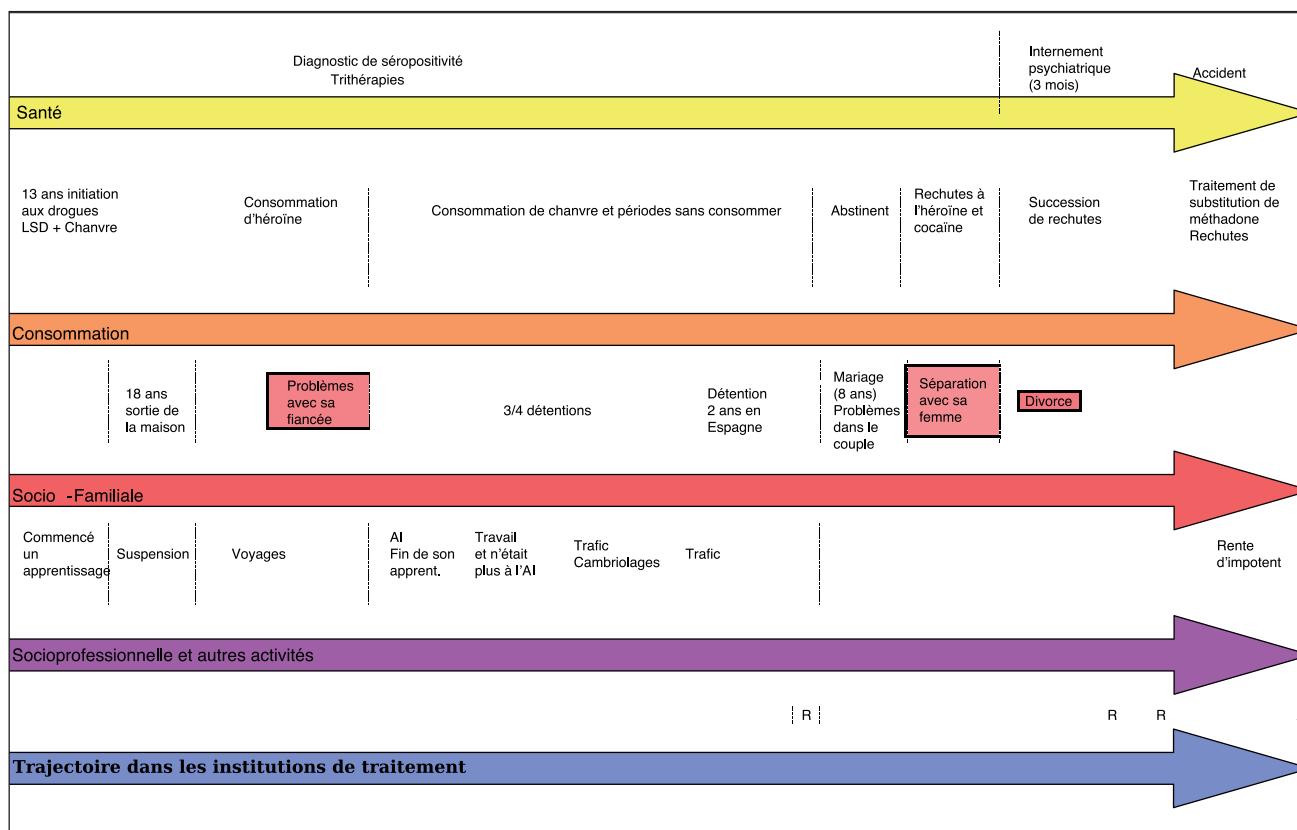 Diagnostic de séropositivité
Trithérapies
Internement
psychiatrique
(3 mois)
Accident
Santé
13 ans initiation
aux drogues
LSD + Chanvre
Consommation
d'héroïne
Consommation de chanvre et périodes sans consommer
Abstinent
Rechutes à
l'héroïne et
cocaïne
Succession
de rechutes
Traitement de
substitution de
méthadone
Rechutes
Consommation
18 ans
sortie de
la maison
Problèmes
avec sa
fiancée
3/4 détentions
Détention
2 ans en
Espagne
Mariage
(8 ans)
Problèmes
dans le
couple
Séparation
avec sa
femme
Divorce
Socio -Familiale
Commencé
un
apprentissage
Suspension
Voyages
AI
Fin de son
apprent.
Travail
et n'était
plus à l'AI
Trafic
Cambriolages
Trafic
Rente
d'impotent
Socioprofessionnelle et autres activités
R
R
R
Trajectoire dans les institutions de traitement